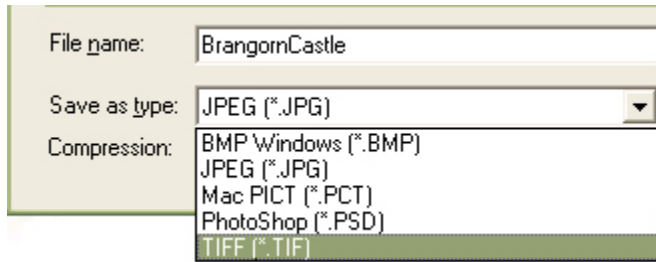 File name: BrangornCastle
Save as type: JPEG (*.JPG)
Compression:
BMP Windows (*.BMP)
JPEG (*.JPG)
Mac PICT (*.PCT)
PhotoShop (*.PSD)
TIFF (*.TIF)